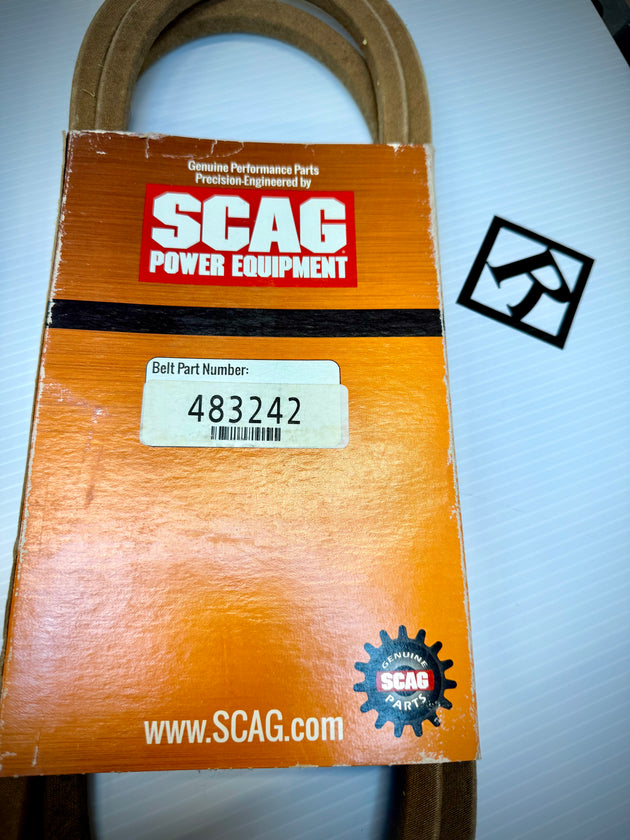 Genuine Performance Parts
Precision-Engineered by
SCAG
POWER EQUIPMENT
Belt Part Number:
483242
GENUINE
SCAG
PARTS
www.SCAG.com